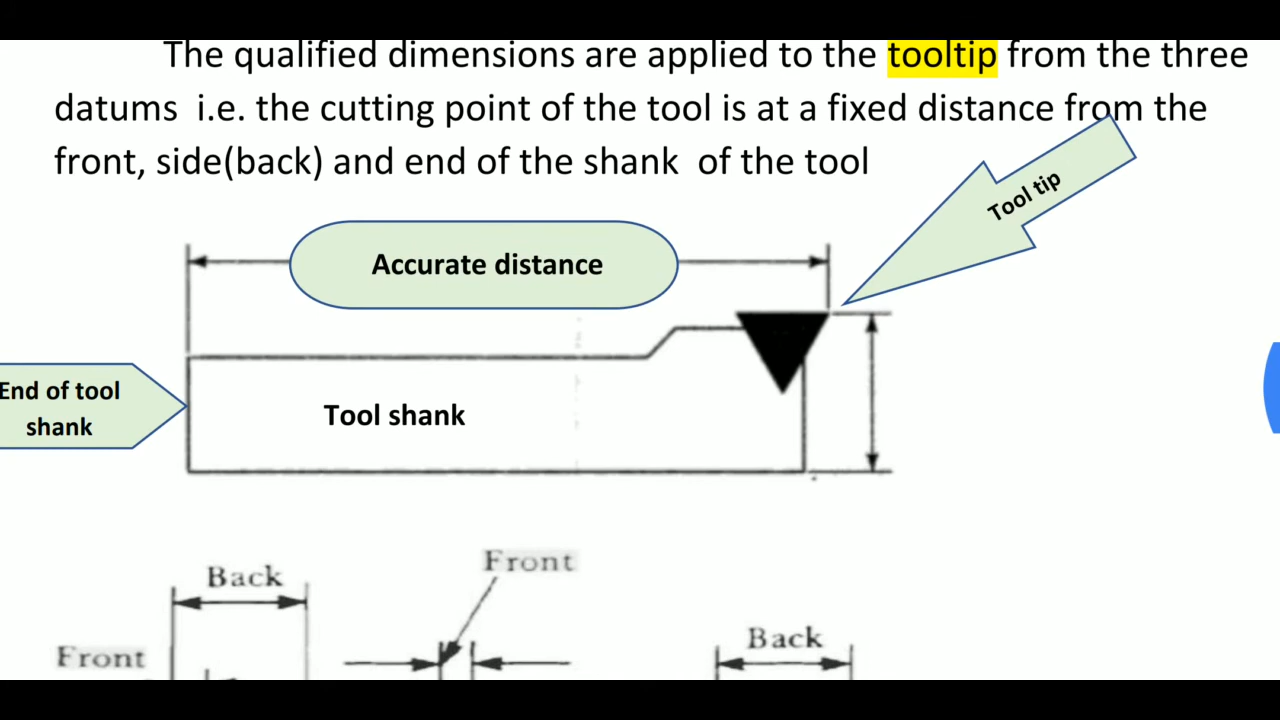 The qualified dimensions are applied to the tooltip from the three
datums i.e. the cutting point of the tool is at a fixed distance from the
front, side(back) and end of the shank of the tool
Tool tip
Accurate distance
End of tool
shank
Tool shank
Front
Back
Back
Front